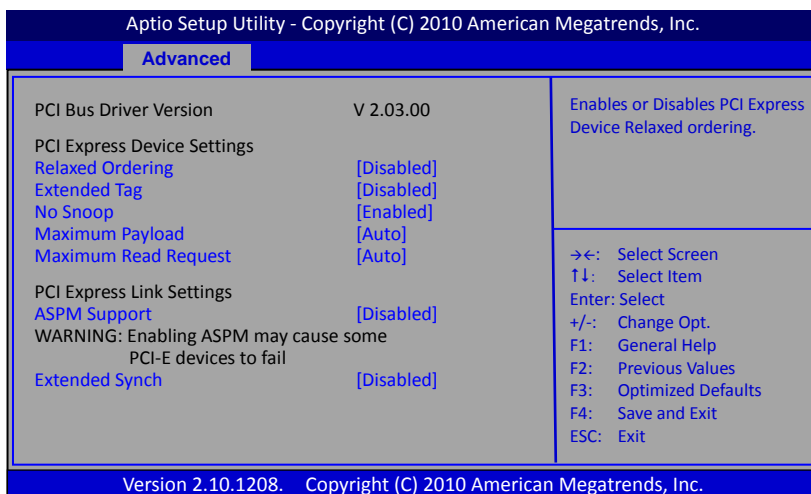 Aptio Setup Utility - Copyright (C) 2010 American Megatrends, Inc.
Advanced
PCI Bus Driver Version V 2.03.00
PCI Express Device Settings
Relaxed Ordering [Disabled]
Extended Tag [Disabled]
No Snoop [Enabled]
Maximum Payload [Auto]
Maximum Read Request [Auto]
PCI Express Link Settings
ASPM Support [Disabled]
WARNING: Enabling ASPM may cause some
PCI-E devices to fail
Extended Synch [Disabled]
Enables or Disables PCI Express
Device Relaxed ordering.
→←: Select Screen
↑↓: Select Item
Enter: Select
+/-: Change Opt.
F1: General Help
F2: Previous Values
F3: Optimized Defaults
F4: Save and Exit
ESC: Exit
Version 2.10.1208. Copyright (C) 2010 American Megatrends, Inc.